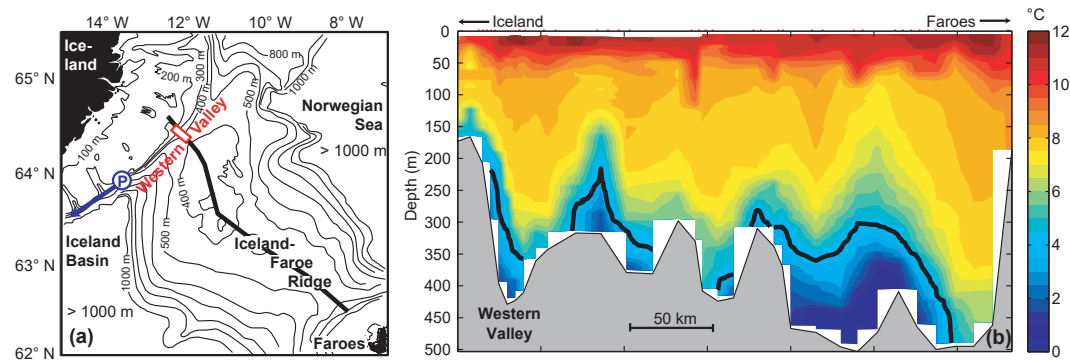 14° W
12° W
10° W
8° W
65° N
64° N
63° N
62° N
Ice-
land
800 m
1000 m
200 m
300 m
400 m
500 m
100 m
Norwegian
Sea
> 1000 m
Western Valley
P
400 m
500 m
500 m
1000 m
Iceland
Basin
Iceland-
Faroe
Ridge
> 1000 m
(a)
Faroes
Iceland
Faroes
°C
Depth (m)
0
50
100
150
200
250
300
350
400
450
500
Western
Valley
50 km
(b)
12
10
8
6
4
2
0